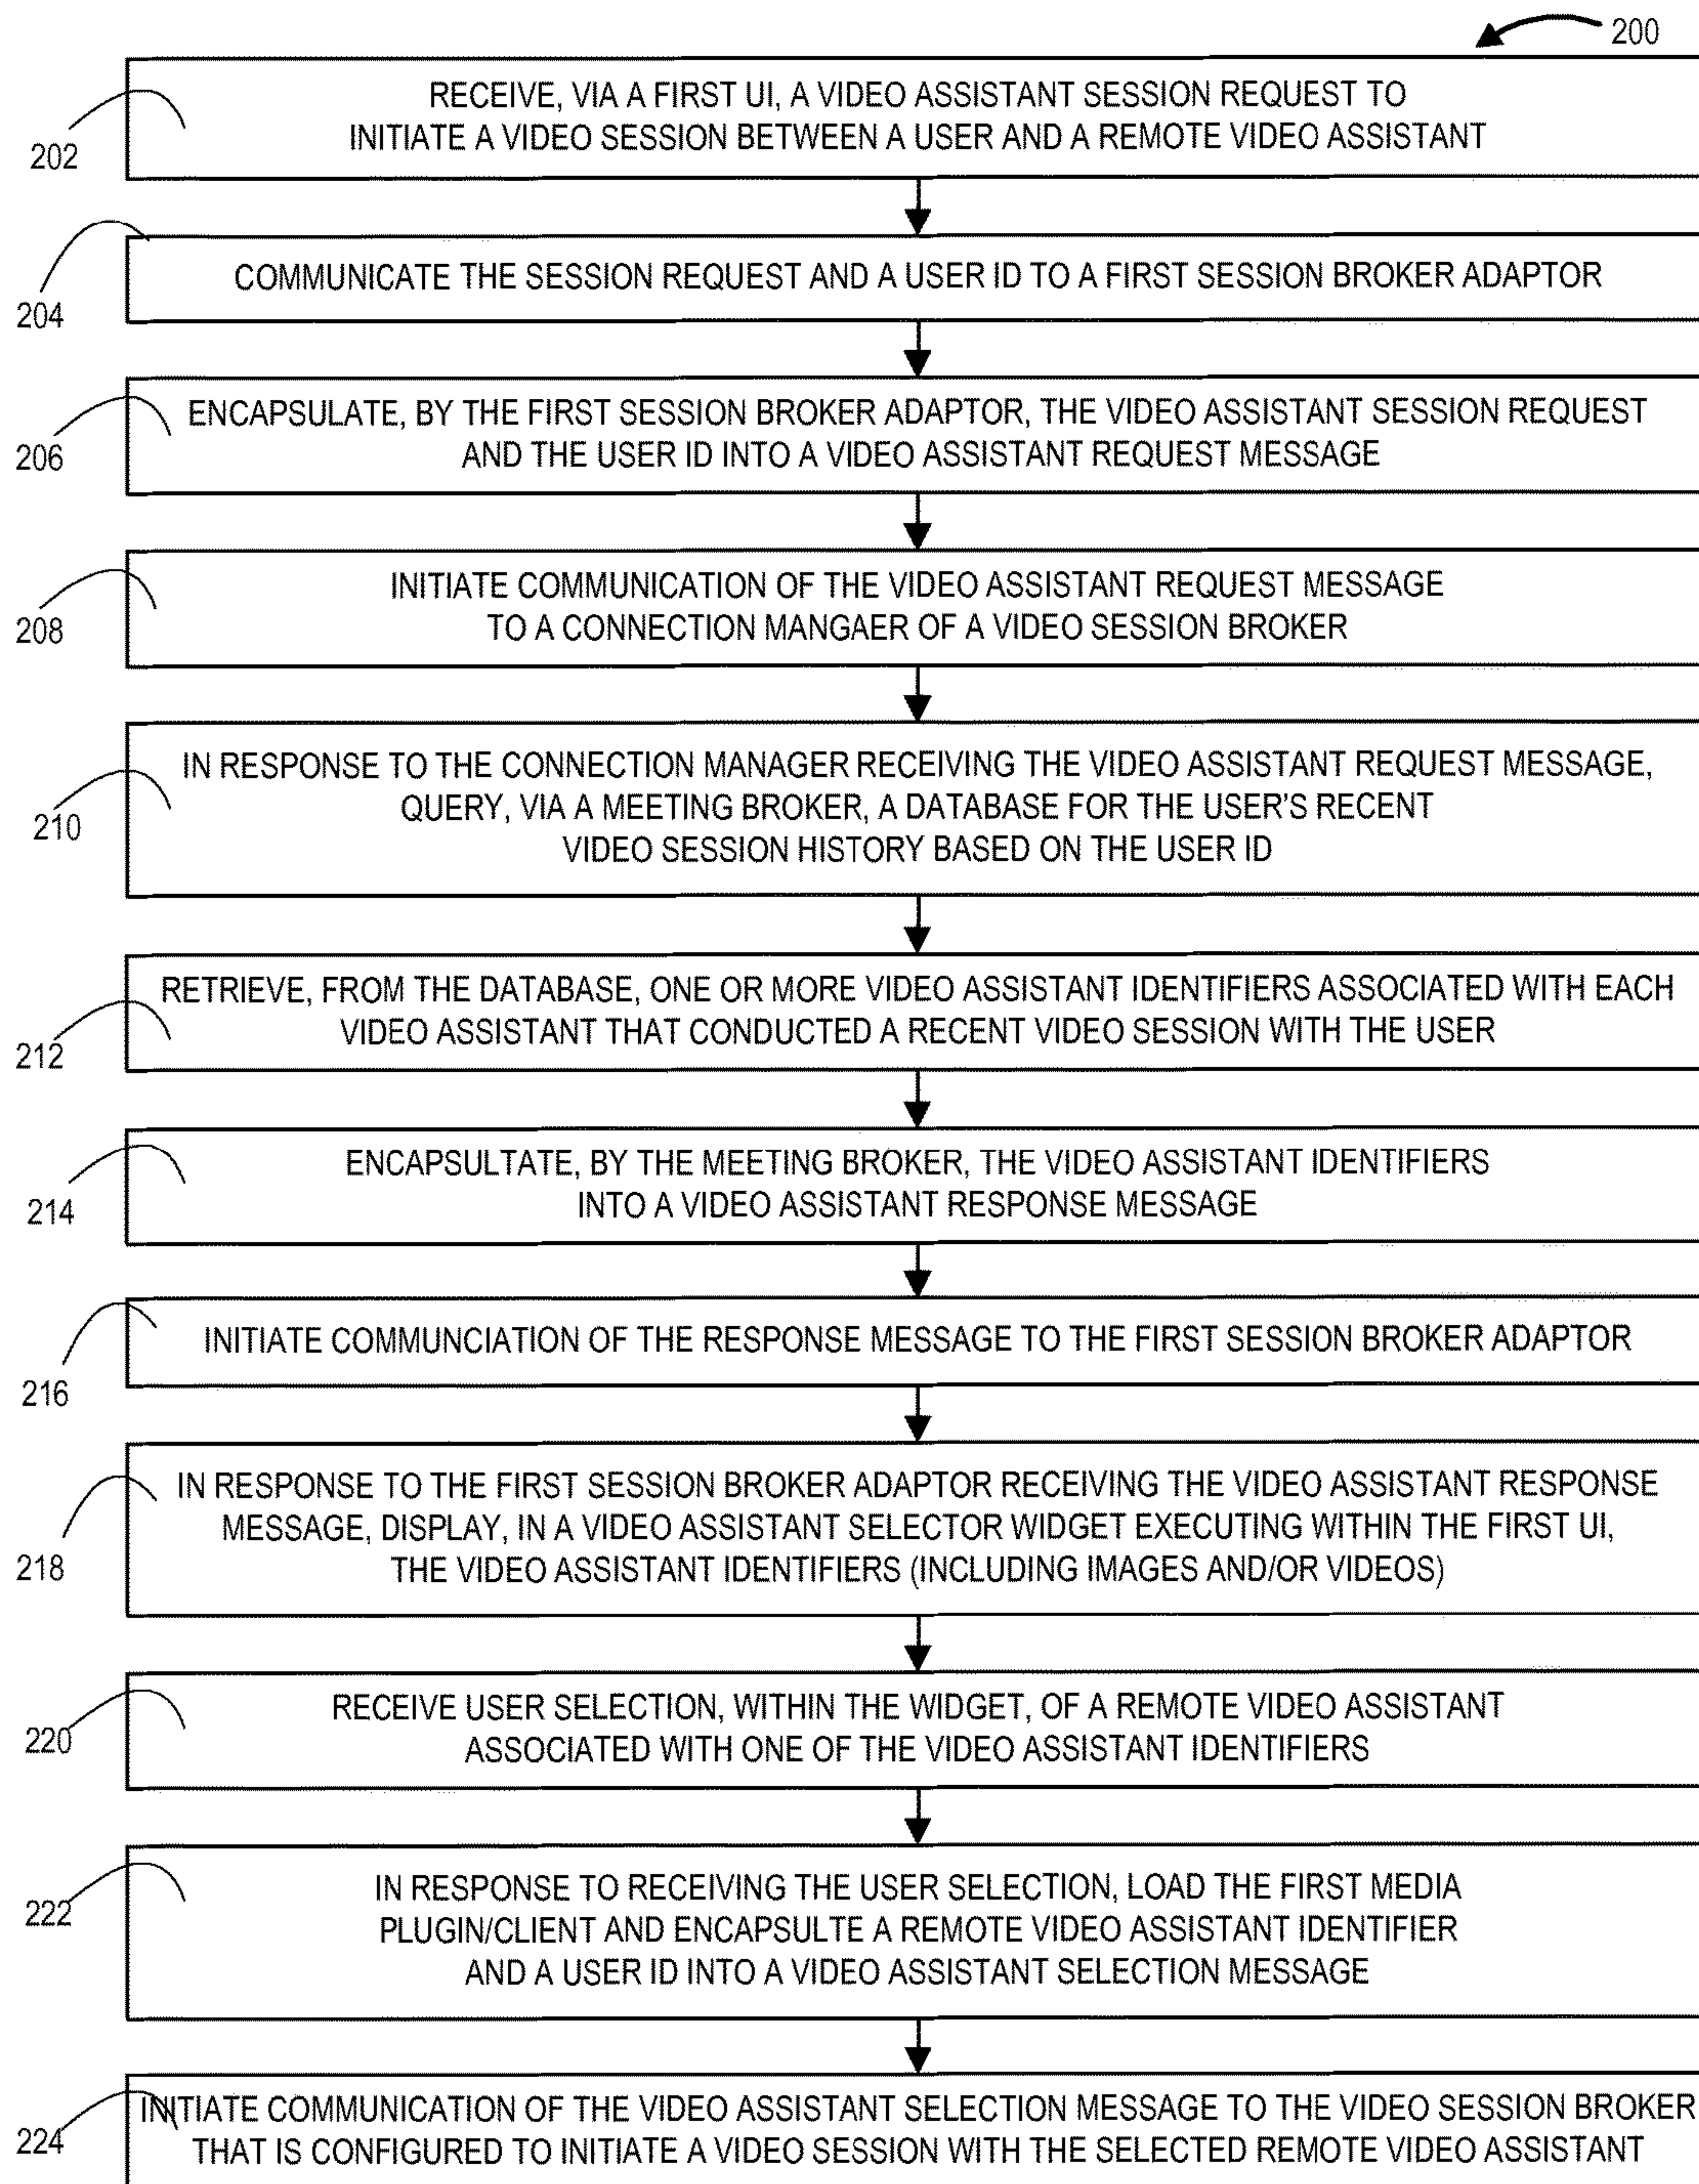 200
RECEIVE, VIA A FIRST UI, A VIDEO ASSISTANT SESSION REQUEST TO
INITIATE A VIDEO SESSION BETWEEN A USER AND A REMOTE VIDEO ASSISTANT
202
COMMUNICATE THE SESSION REQUEST AND A USER ID TO A FIRST SESSION BROKER ADAPTOR
204
ENCAPSULATE, BY THE FIRST SESSION BROKER ADAPTOR, THE VIDEO ASSISTANT SESSION REQUEST
AND THE USER ID INTO A VIDEO ASSISTANT REQUEST MESSAGE
206
INITIATE COMMUNICATION OF THE VIDEO ASSISTANT REQUEST MESSAGE
TO A CONNECTION MANGAER OF A VIDEO SESSION BROKER
208
IN RESPONSE TO THE CONNECTION MANAGER RECEIVING THE VIDEO ASSISTANT REQUEST MESSAGE,
QUERY, VIA A MEETING BROKER, A DATABASE FOR THE USER'S RECENT
VIDEO SESSION HISTORY BASED ON THE USER ID
210
RETRIEVE, FROM THE DATABASE, ONE OR MORE VIDEO ASSISTANT IDENTIFIERS ASSOCIATED WITH EACH
VIDEO ASSISTANT THAT CONDUCTED A RECENT VIDEO SESSION WITH THE USER
212
ENCAPSULTATE, BY THE MEETING BROKER, THE VIDEO ASSISTANT IDENTIFIERS
INTO A VIDEO ASSISTANT RESPONSE MESSAGE
214
INITIATE COMMUNCIATION OF THE RESPONSE MESSAGE TO THE FIRST SESSION BROKER ADAPTOR
216
IN RESPONSE TO THE FIRST SESSION BROKER ADAPTOR RECEIVING THE VIDEO ASSISTANT RESPONSE
MESSAGE, DISPLAY, IN A VIDEO ASSISTANT SELECTOR WIDGET EXECUTING WITHIN THE FIRST UI,
THE VIDEO ASSISTANT IDENTIFIERS (INCLUDING IMAGES AND/OR VIDEOS)
218
RECEIVE USER SELECTION, WITHIN THE WIDGET, OF A REMOTE VIDEO ASSISTANT
ASSOCIATED WITH ONE OF THE VIDEO ASSISTANT IDENTIFIERS
220
IN RESPONSE TO RECEIVING THE USER SELECTION, LOAD THE FIRST MEDIA
PLUGIN/CLIENT AND ENCAPSULTE A REMOTE VIDEO ASSISTANT IDENTIFIER
AND A USER ID INTO A VIDEO ASSISTANT SELECTION MESSAGE
222
INITIATE COMMUNICATION OF THE VIDEO ASSISTANT SELECTION MESSAGE TO THE VIDEO SESSION BROKER
THAT IS CONFIGURED TO INITIATE A VIDEO SESSION WITH THE SELECTED REMOTE VIDEO ASSISTANT
224